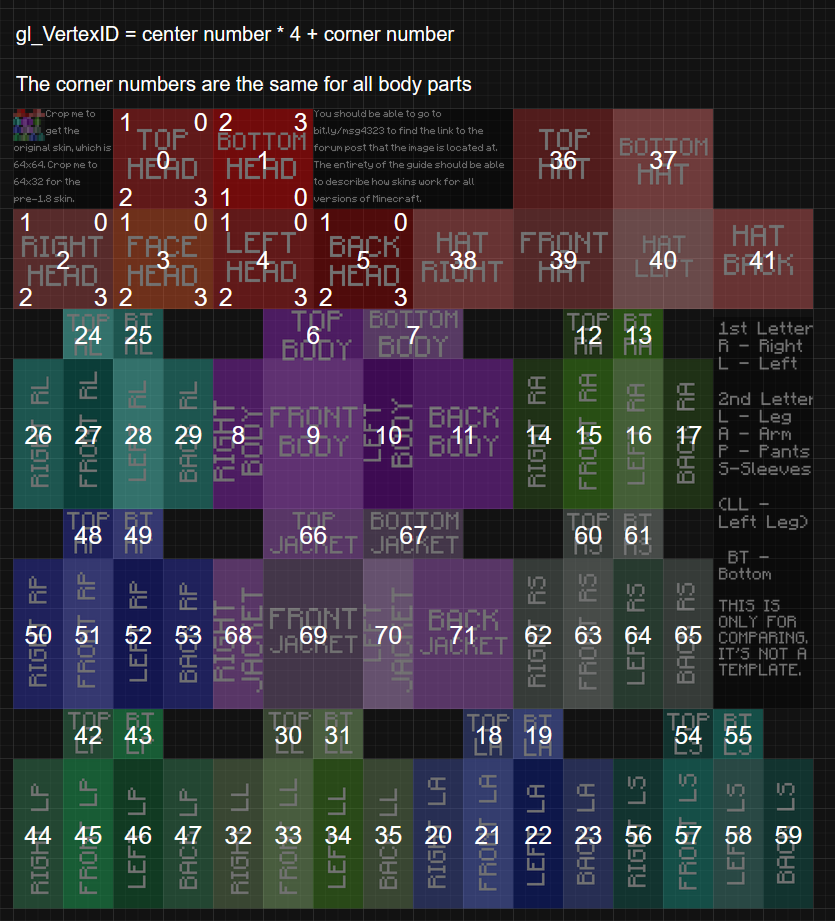 gl_VertexID = center number * 4 + corner number
The corner numbers are the same for all body parts
Crop me to
get the
original skin, which is
64x64. Crop me to
64x32 for the
pre-1.8 skin.
1 0
TOP
HEAD
0
2 3
2 3
BOTTOM
HEAD
1
1 0
You should be able to go to
bit.ly/msg4323 to find the link to the
forum post that the image is located at.
The entirety of the guide should be able
to describe how skins work for all
versions of Minecraft.
TOP
HAT
36
BOTTOM
HAT
37
1 0
RIGHT
HEAD
2
2 3
1 0
FACE
HEAD
3
2 3
1 0
LEFT
HEAD
4
2 3
1 0
BACK
HEAD
5
2 3
HAT
RIGHT
38
FRONT
HAT
39
HAT
LEFT
40
HAT
BACK
41
TOP
RL
24
BT
RL
25
TOP
BODY
6
BOTTOM
BODY
7
TOP
RA
12
BT
RA
13
RIGHT RL
26
FRONT RL
27
LEFT RL
28
BACK RL
29
RIGHT
BODY
8
FRONT
BODY
9
LEFT
BODY
10
BACK
BODY
11
RIGHT RA
14
FRONT RA
15
LEFT RA
16
BACK RA
17
1st Letter
R - Right
L - Left
2nd Letter
L - Leg
A - Arm
P - Pants
S-Sleeves
(LL -
Left Leg)
BT -
Bottom
THIS IS
ONLY FOR
COMPARING.
IT'S NOT A
TEMPLATE.
TOP
RP
48
BT
RP
49
TOP
JACKET
66
BOTTOM
JACKET
67
TOP
RS
60
BT
RS
61
RIGHT RP
50
FRONT RP
51
LEFT RP
52
BACK RP
53
RIGHT
JACKET
68
FRONT
JACKET
69
LEFT
JACKET
70
BACK
JACKET
71
RIGHT RS
62
FRONT RS
63
LEFT RS
64
BACK RS
65
TOP
LP
42
BT
LP
43
TOP
LL
30
BT
LL
31
TOP
LA
18
BT
LA
19
TOP
LS
54
BT
LS
55
RIGHT LP
44
FRONT LP
45
LEFT LP
46
BACK LP
47
RIGHT LL
32
FRONT LL
33
LEFT LL
34
BACK LL
35
RIGHT LA
20
FRONT LA
21
LEFT LA
22
BACK LA
23
RIGHT LS
56
FRONT LS
57
LEFT LS
58
BACK LS
59